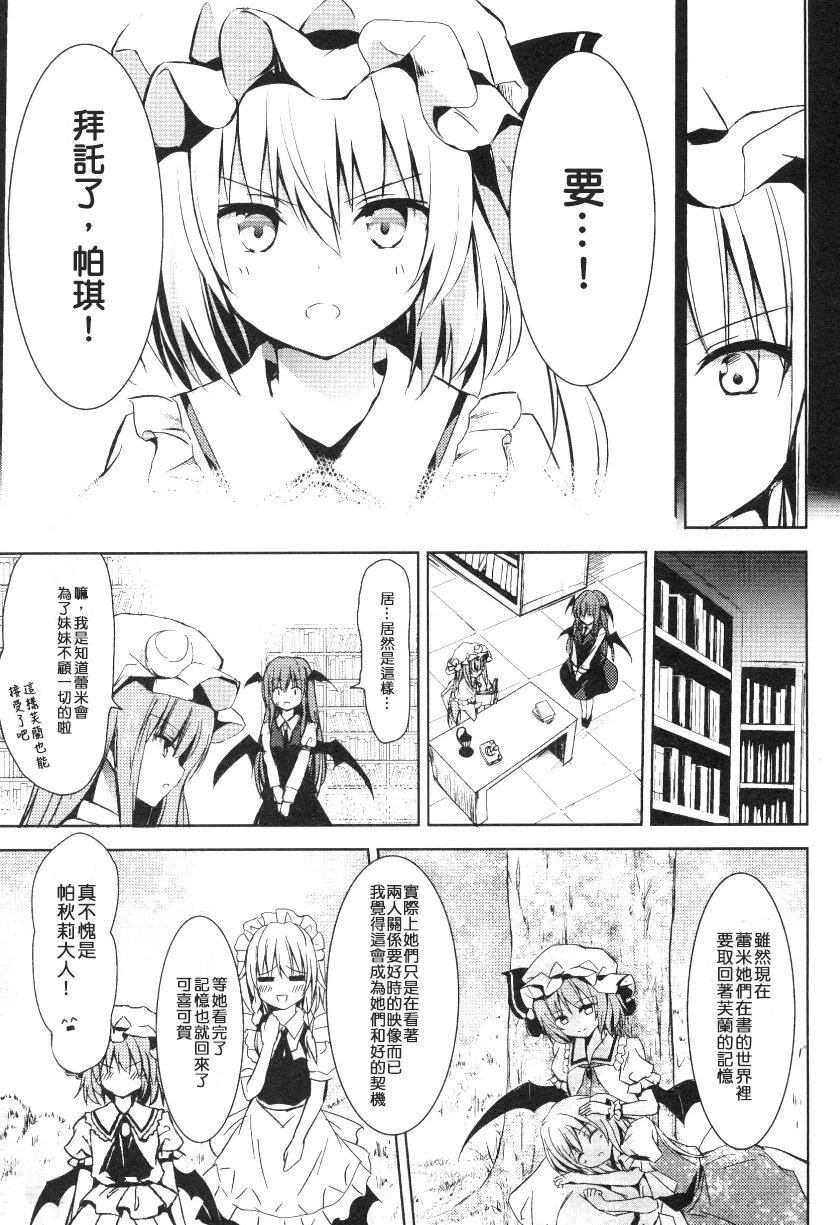 要…！
拜託了，帕琪！
居…居然是這樣…
嘛，我是知道蕾米會
為了妹妹不顧一切的啦
這樣芙蘭也能
接受了吧
雖然現在
蕾米她們在書的世界裡
要取回著芙蘭的記憶
實際上她們只是在看著
兩人關係要好時的映像而已
我覺得這會成為她們和好的契機
等她看完了
記憶也就回來了
可喜可賀
真不愧是
帕秋莉大人！
^^